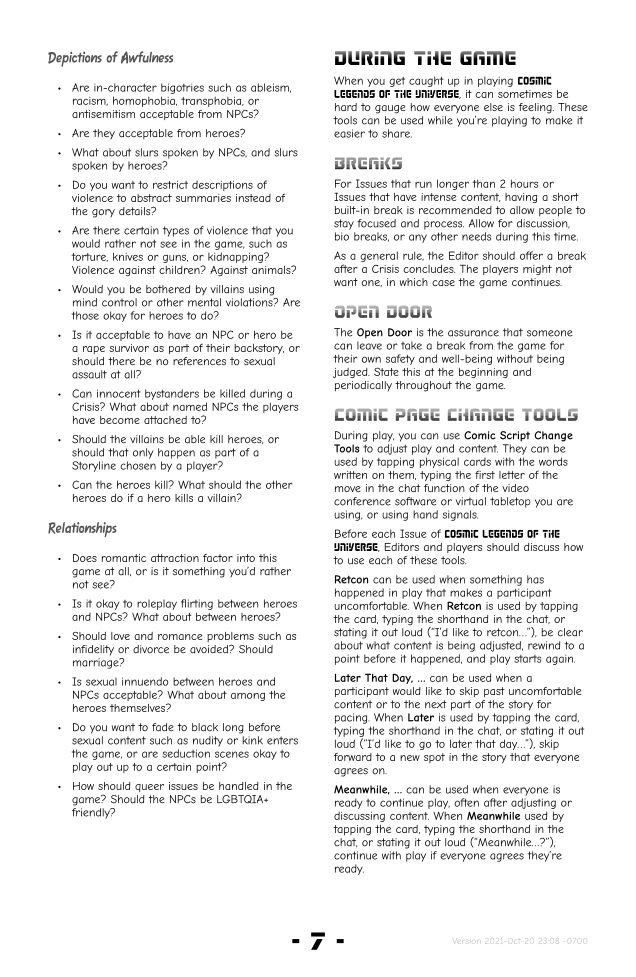 Depictions of Awfulness
• Are in-character bigotries such as ableism,
racism, homophobia, transphobia, or
antisemitism acceptable from NPCs?
• Are they acceptable from heroes?
• What about slurs spoken by NPCs, and slurs
spoken by heroes?
• Do you want to restrict descriptions of
violence to abstract summaries instead of
the gory details?
• Are there certain types of violence that you
would rather not see in the game, such as
torture, knives or guns, or kidnapping?
Violence against children? Against animals?
• Would you be bothered by villains using
mind control or other mental violations? Are
those okay for heroes to do?
• Is it acceptable to have an NPC or hero be
a rape survivor as part of their backstory, or
should there be no references to sexual
assault at all?
• Can innocent bystanders be killed during a
Crisis? What about named NPCs the players
have become attached to?
• Should the villains be able kill heroes, or
should that only happen as part of a
Storyline chosen by a player?
• Can the heroes kill? What should the other
heroes do if a hero kills a villain?
Relationships
• Does romantic attraction factor into this
game at all, or is it something you'd rather
not see?
• Is it okay to roleplay flirting between heroes
and NPCs? What about between heroes?
• Should love and romance problems such as
infidelity or divorce be avoided? Should
marriage?
• Is sexual innuendo between heroes and
NPCs acceptable? What about among the
heroes themselves?
• Do you want to fade to black long before
sexual content such as nudity or kink enters
the game, or are seduction scenes okay to
play out up to a certain point?
• How should queer issues be handled in the
game? Should the NPCs be LGBTQIA+
friendly?
DURING THE GAME
When you get caught up in playing COSMIC
LEGENDS OF THE UNIVERSE, it can sometimes be
hard to gauge how everyone else is feeling. These
tools can be used while you're playing to make it
easier to share.
BREAKS
For Issues that run longer than 2 hours or
Issues that have intense content, having a short
built-in break is recommended to allow people to
stay focused and process. Allow for discussion,
bio breaks, or any other needs during this time.
As a general rule, the Editor should offer a break
after a Crisis concludes. The players might not
want one, in which case the game continues.
OPEN DOOR
The Open Door is the assurance that someone
can leave or take a break from the game for
their own safety and well-being without being
judged. State this at the beginning and
periodically throughout the game.
COMIC PAGE CHANGE TOOLS
During play, you can use Comic Script Change
Tools to adjust play and content. They can be
used by tapping physical cards with the words
written on them, typing the first letter of the
move in the chat function of the video
conference software or virtual tabletop you are
using, or using hand signals.
Before each Issue of COSMIC LEGENDS OF THE
UNIVERSE, Editors and players should discuss how
to use each of these tools.
Retcon can be used when something has
happened in play that makes a participant
uncomfortable. When Retcon is used by tapping
the card, typing the shorthand in the chat, or
stating it out loud ("I'd like to retcon..."), be clear
about what content is being adjusted, rewind to a
point before it happened, and play starts again.
Later That Day, ... can be used when a
participant would like to skip past uncomfortable
content or to the next part of the story for
pacing. When Later is used by tapping the card,
typing the shorthand in the chat, or stating it out
loud ("I'd like to go to later that day..."), skip
forward to a new spot in the story that everyone
agrees on.
Meanwhile, ... can be used when everyone is
ready to continue play, often after adjusting or
discussing content. When Meanwhile used by
tapping the card, typing the shorthand in the
chat, or stating it out loud ("Meanwhile...?"),
continue with play if everyone agrees they're
ready.
- 7 -
Version 2021-Oct-20 23:08 -0700